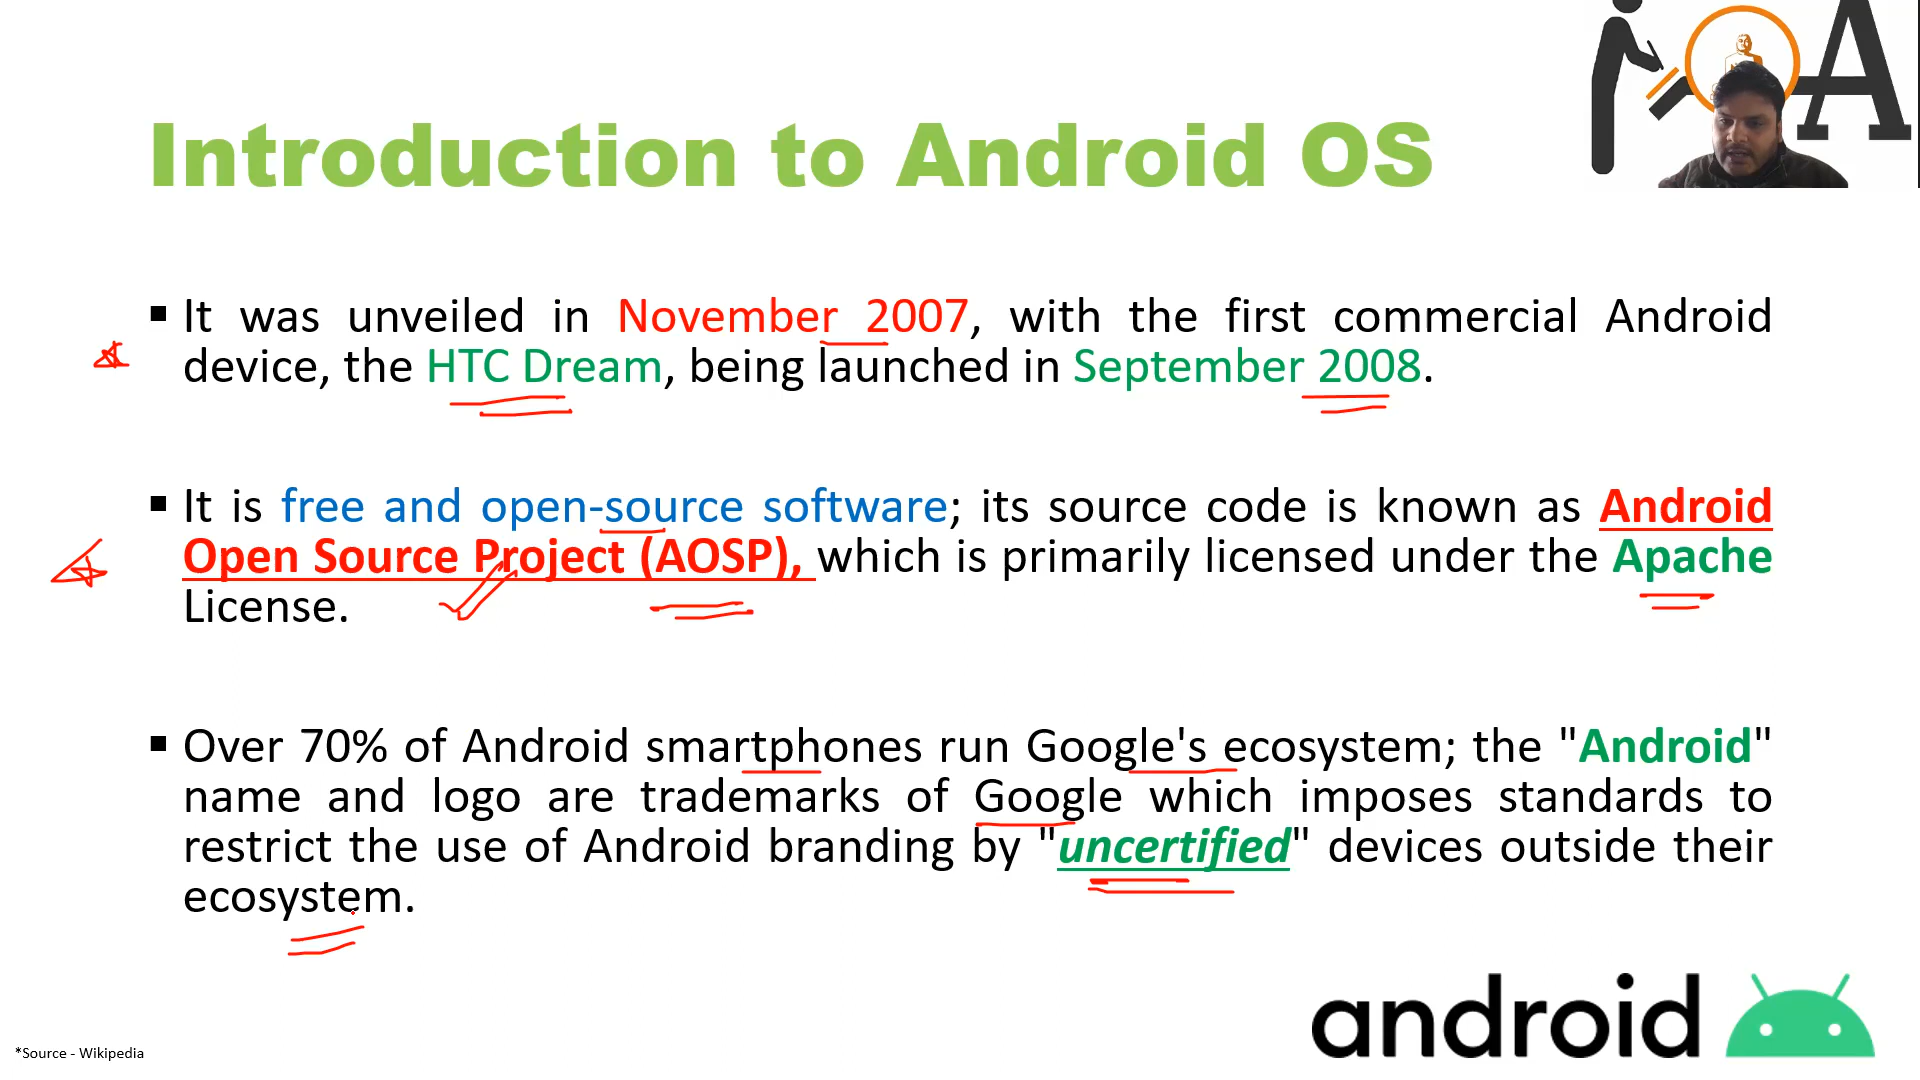 A
Introduction to Android OS
▪ It was unveiled in November 2007, with the first commercial Android
device, the HTC Dream, being launched in September 2008.
▪ It is free and open-source software; its source code is known as Android
Open Source Project (AOSP), which is primarily licensed under the Apache
License.
▪ Over 70% of Android smartphones run Google's ecosystem; the "Android"
name and logo are trademarks of Google which imposes standards to
restrict the use of Android branding by "uncertified" devices outside their
ecosystem.
android
*Source - Wikipedia